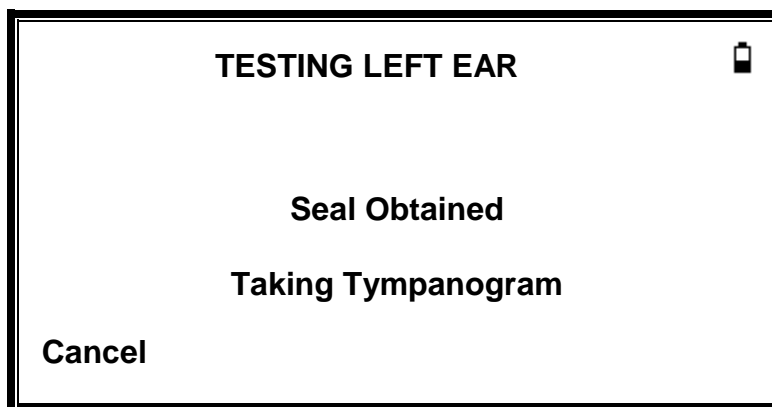 TESTING LEFT EAR
Seal Obtained
Taking Tympanogram
Cancel